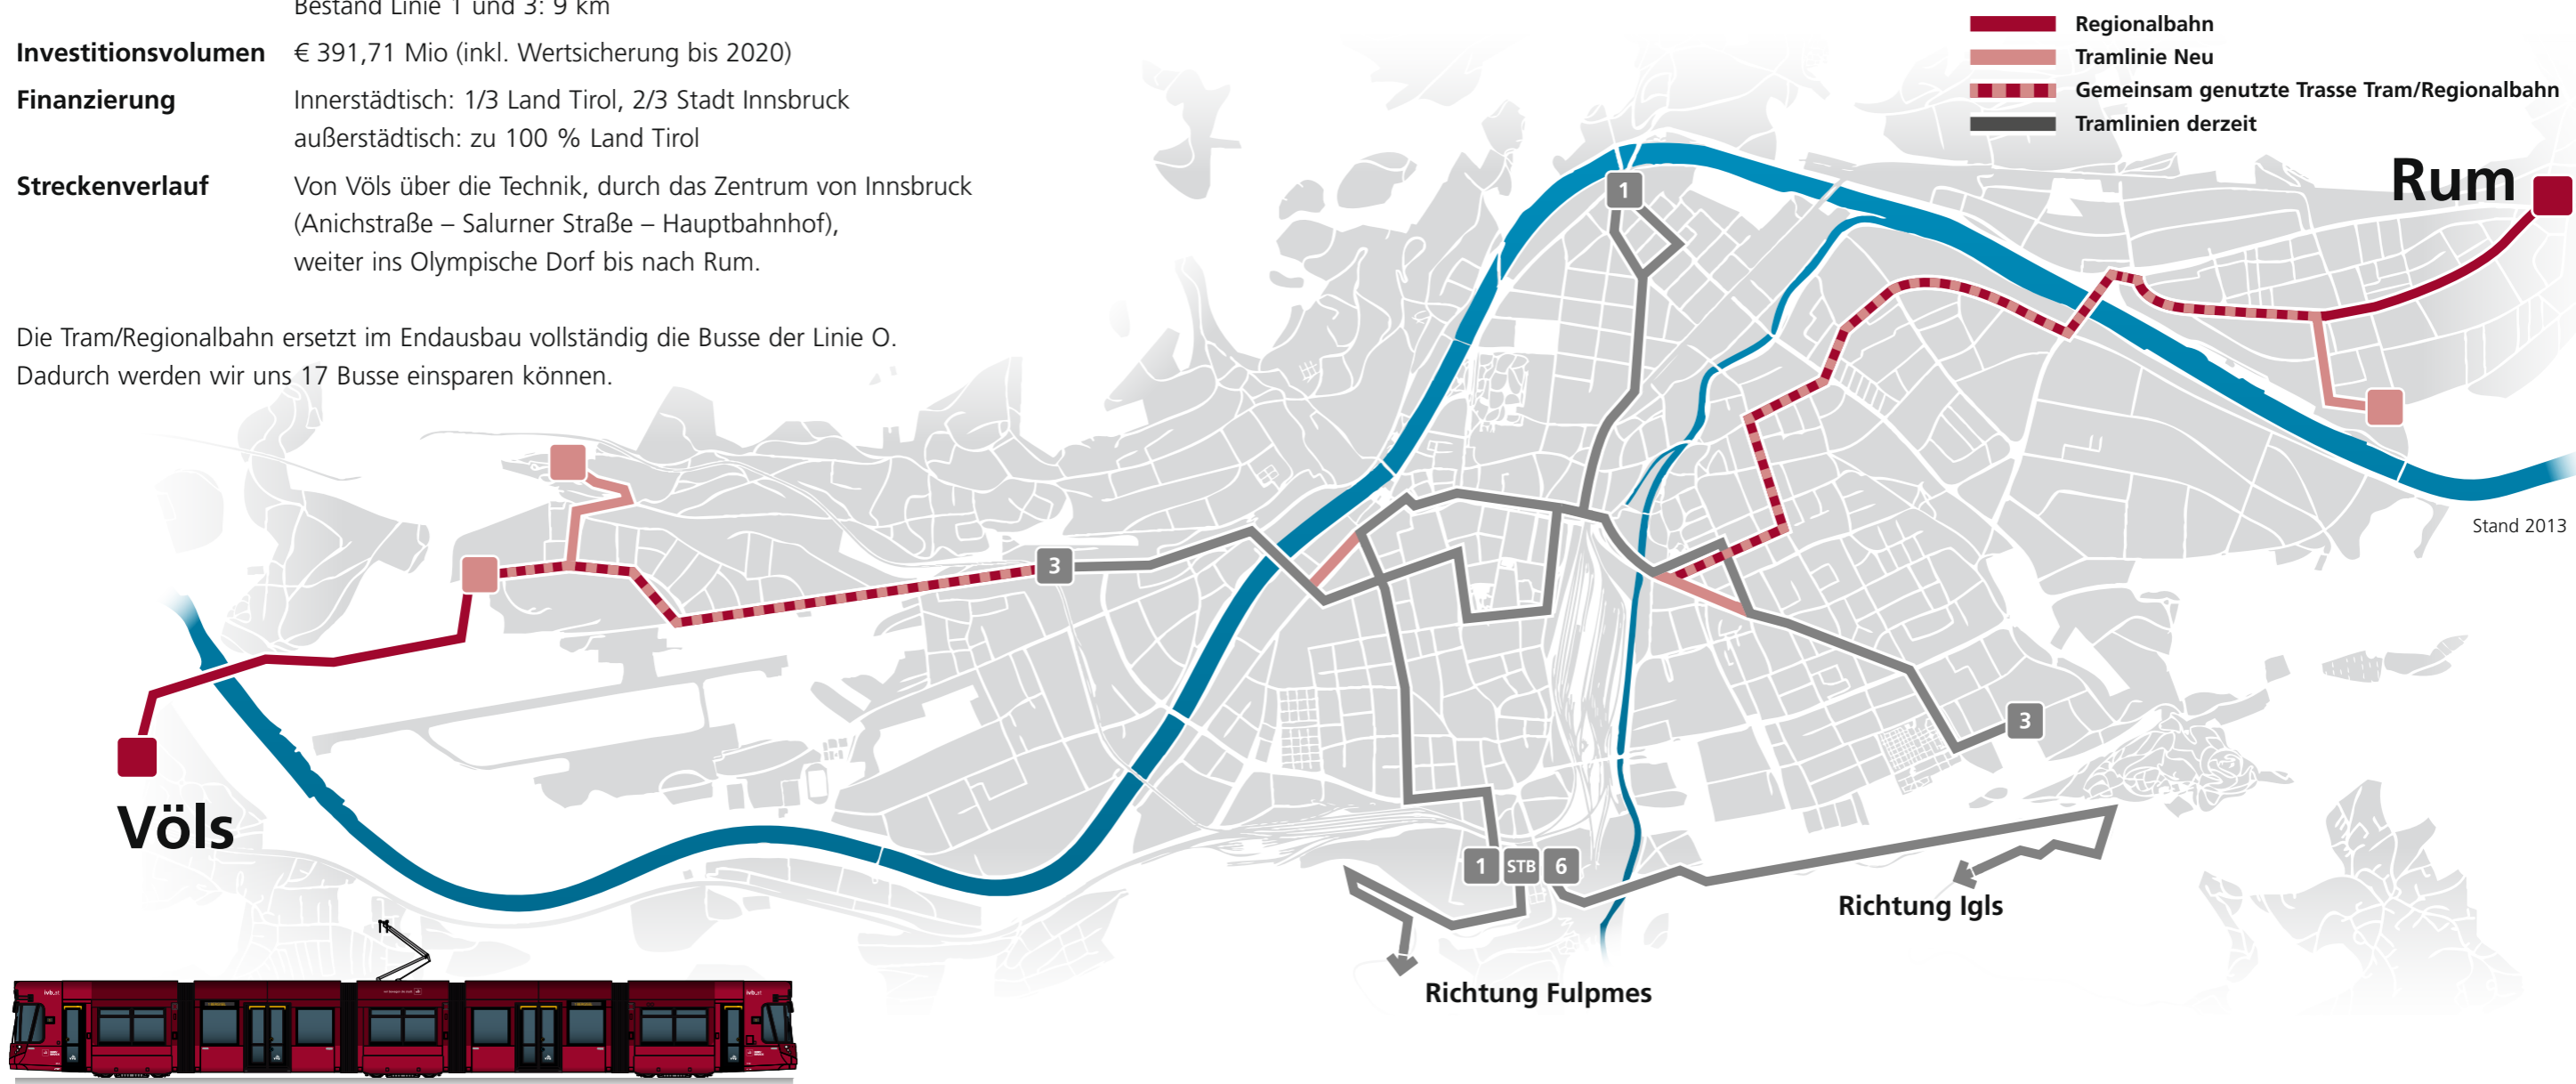 Bestand Linie 1 und 3: 9 km
Investitionsvolumen € 391,71 Mio (inkl. Wertsicherung bis 2020)
Finanzierung Innerstädtisch: 1/3 Land Tirol, 2/3 Stadt Innsbruck
außerstädtisch: zu 100 % Land Tirol
Streckenverlauf Von Völs über die Technik, durch das Zentrum von Innsbruck
(Anichstraße – Salurner Straße – Hauptbahnhof),
weiter ins Olympische Dorf bis nach Rum.
Die Tram/Regionalbahn ersetzt im Endausbau vollständig die Busse der Linie O.
Dadurch werden wir uns 17 Busse einsparen können.
Regionalbahn
Tramlinie Neu
Gemeinsam genutzte Trasse Tram/Regionalbahn
Tramlinien derzeit
Rum
1
Stand 2013
3
3
Völs
1 STB 6
Richtung Igls
Richtung Fulpmes